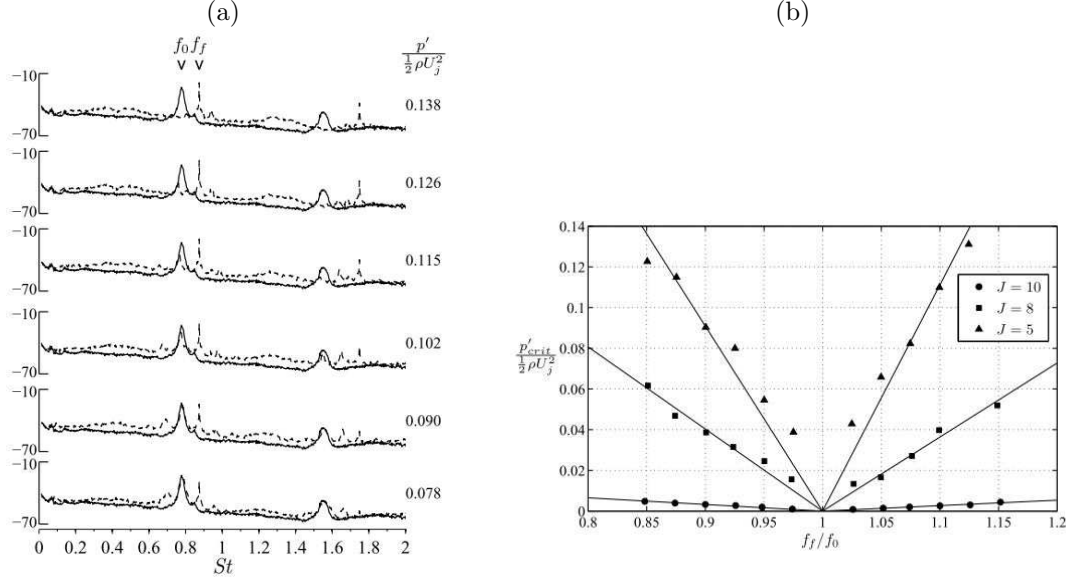 (a)
f₀ f_f
p′ / ½ρU_j²
−10
−70
0.138
−10
−70
0.126
−10
−70
0.115
−10
−70
0.102
−10
−70
0.090
−10
−70
0.078
0 0.2 0.4 0.6 0.8 1 1.2 1.4 1.6 1.8 2
St
(b)
0.14
0.12
0.1
0.08
0.06
0.04
0.02
0
p′_crit / ½ρU_j²
J = 10
J = 8
J = 5
0.8 0.85 0.9 0.95 1 1.05 1.1 1.15 1.2
f_f/f₀